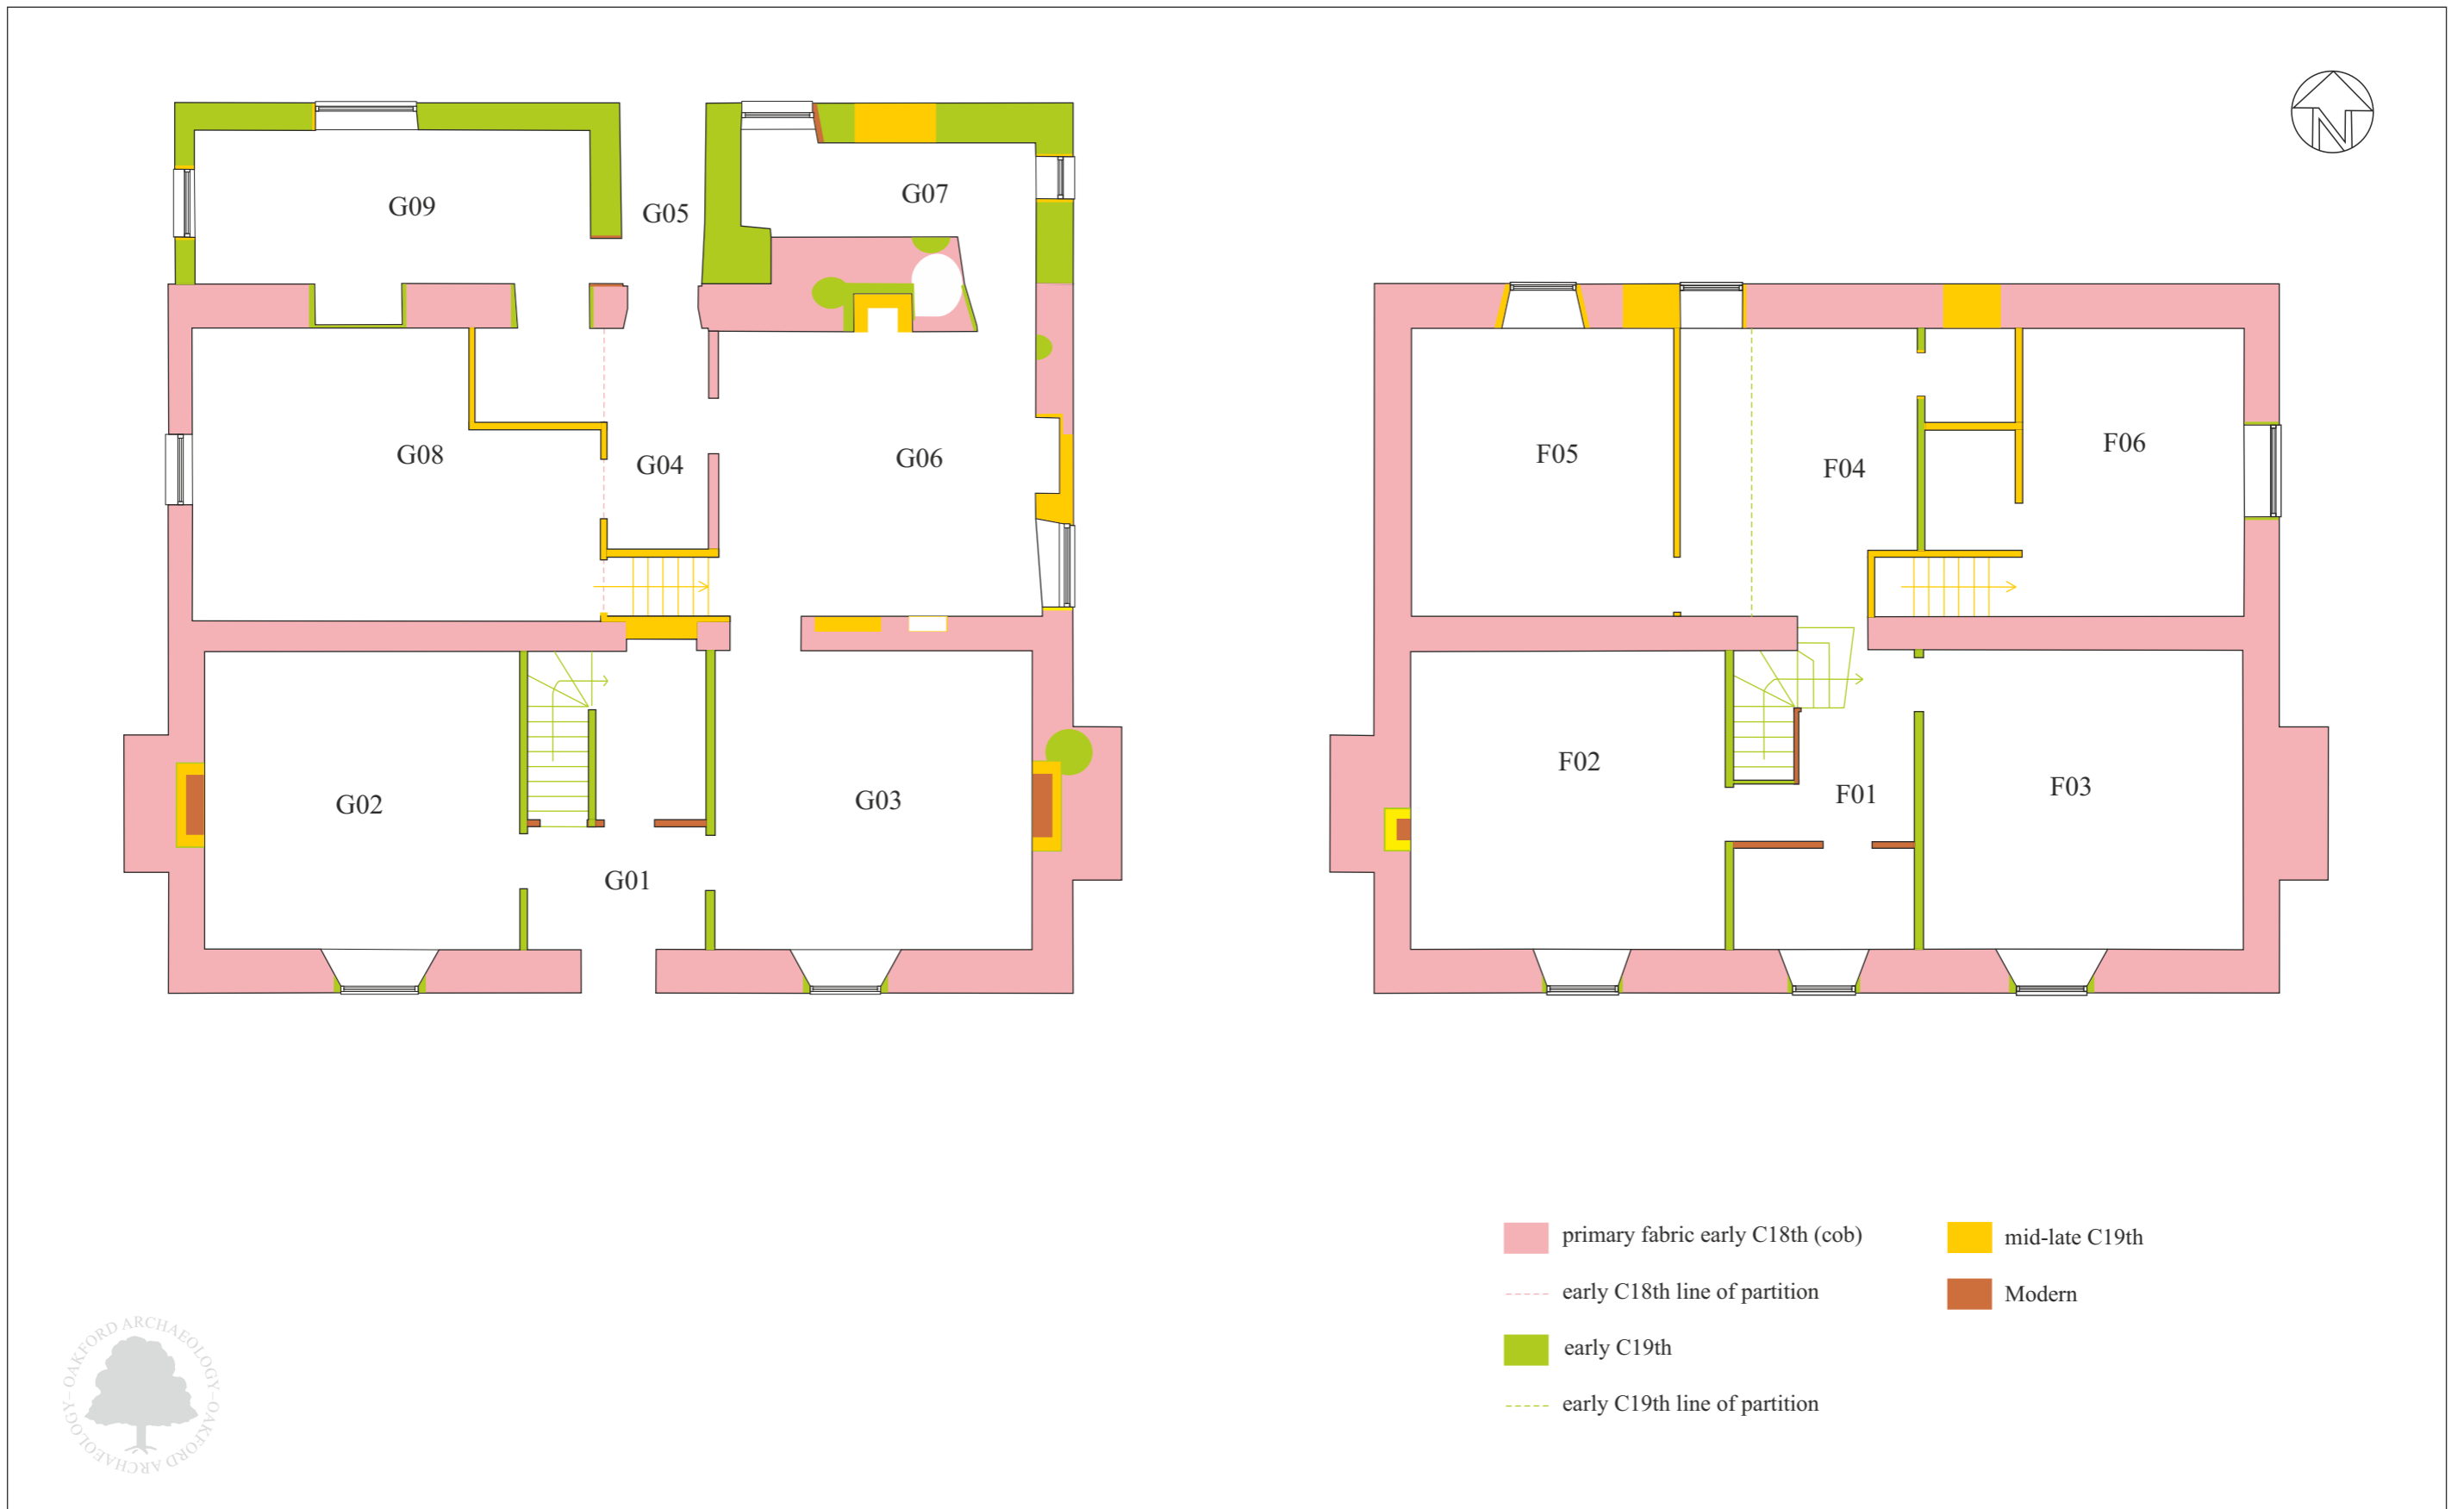 G09
G05
G07
G08
G04
G06
G02
G01
G03
F05
F04
F06
F02
F01
F03
N
primary fabric early C18th (cob)
early C18th line of partition
early C19th
early C19th line of partition
mid-late C19th
Modern
OAKFORD ARCHAEOLOGY - OAKFORD ARCHAEOLOGY -